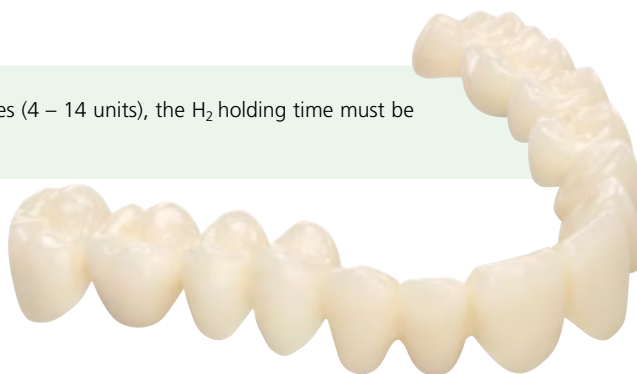 es (4 – 14 units), the H₂ holding time must be